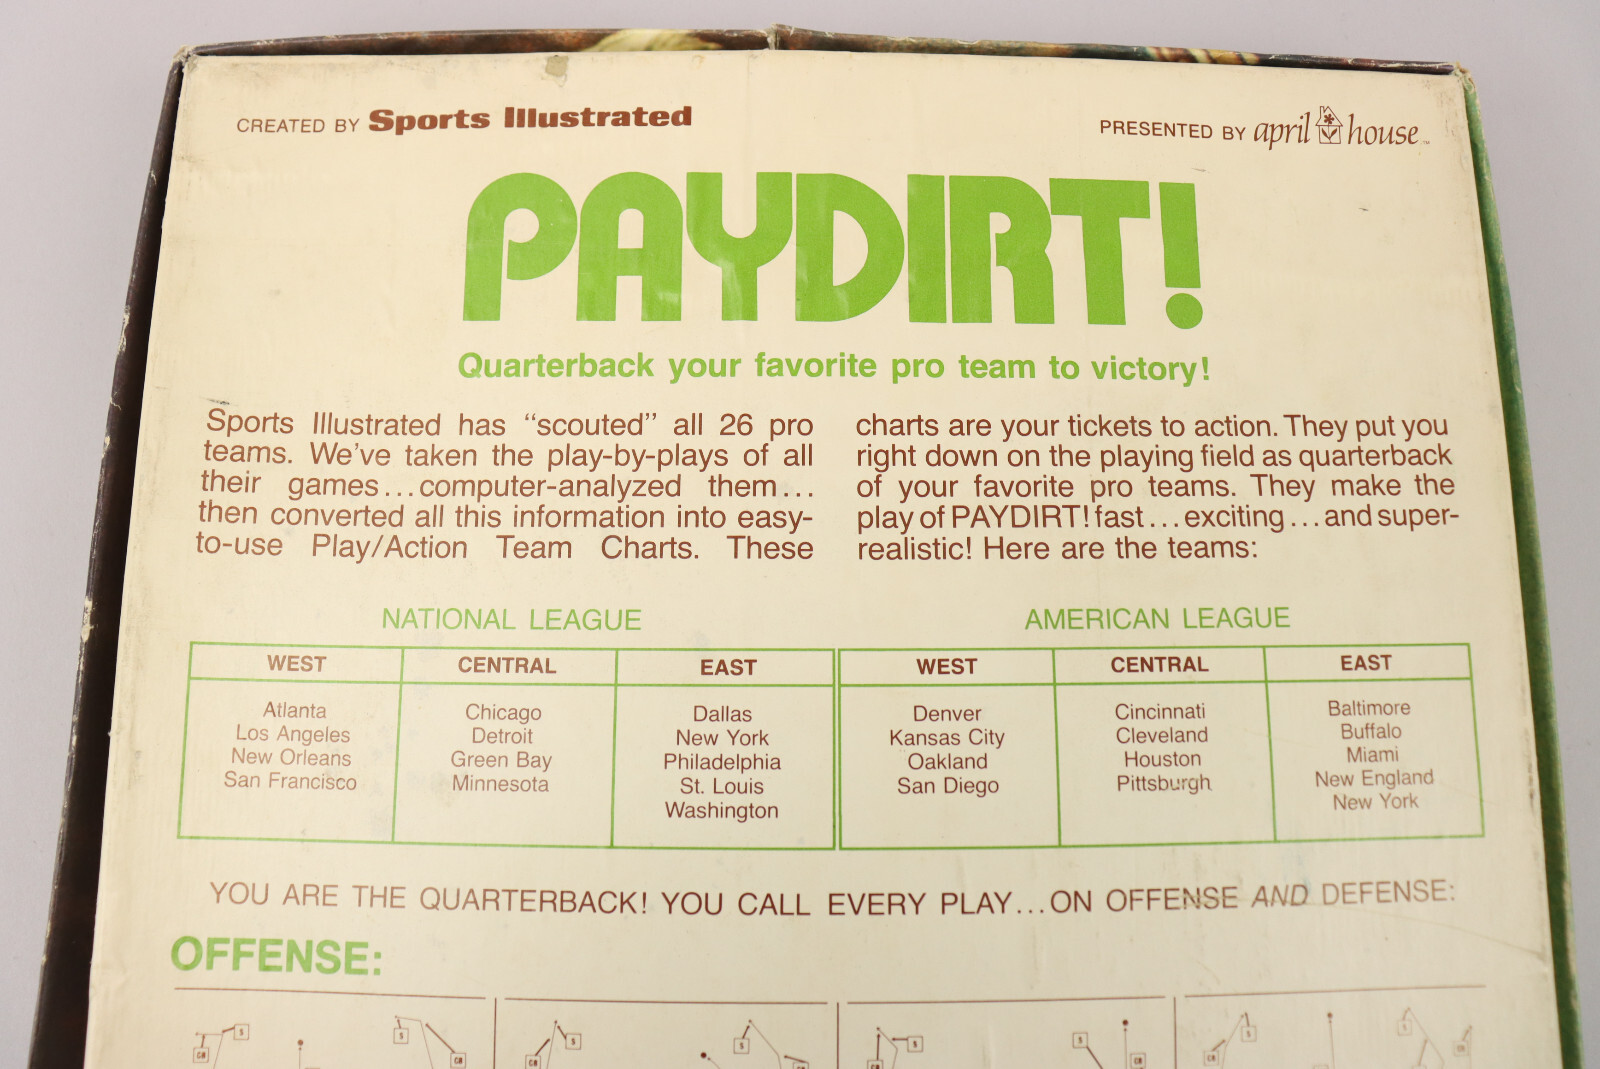 CREATED BY Sports Illustrated
PRESENTED BY april house™
PAYDIRT!
Quarterback your favorite pro team to victory!
Sports Illustrated has “scouted” all 26 pro
teams. We’ve taken the play-by-plays of all
their games...computer-analyzed them...
then converted all this information into easy-
to-use Play/Action Team Charts. These
charts are your tickets to action. They put you
right down on the playing field as quarterback
of your favorite pro teams. They make the
play of PAYDIRT! fast...exciting...and super-
realistic! Here are the teams:
NATIONAL LEAGUE
WEST
Atlanta
Los Angeles
New Orleans
San Francisco
CENTRAL
Chicago
Detroit
Green Bay
Minnesota
EAST
Dallas
New York
Philadelphia
St. Louis
Washington
AMERICAN LEAGUE
WEST
Denver
Kansas City
Oakland
San Diego
CENTRAL
Cincinnati
Cleveland
Houston
Pittsburgh
EAST
Baltimore
Buffalo
Miami
New England
New York
YOU ARE THE QUARTERBACK! YOU CALL EVERY PLAY...ON OFFENSE AND DEFENSE:
OFFENSE:
S
CB
S
CB
S
CB
S
S
CB
S
CB
S
CB
S